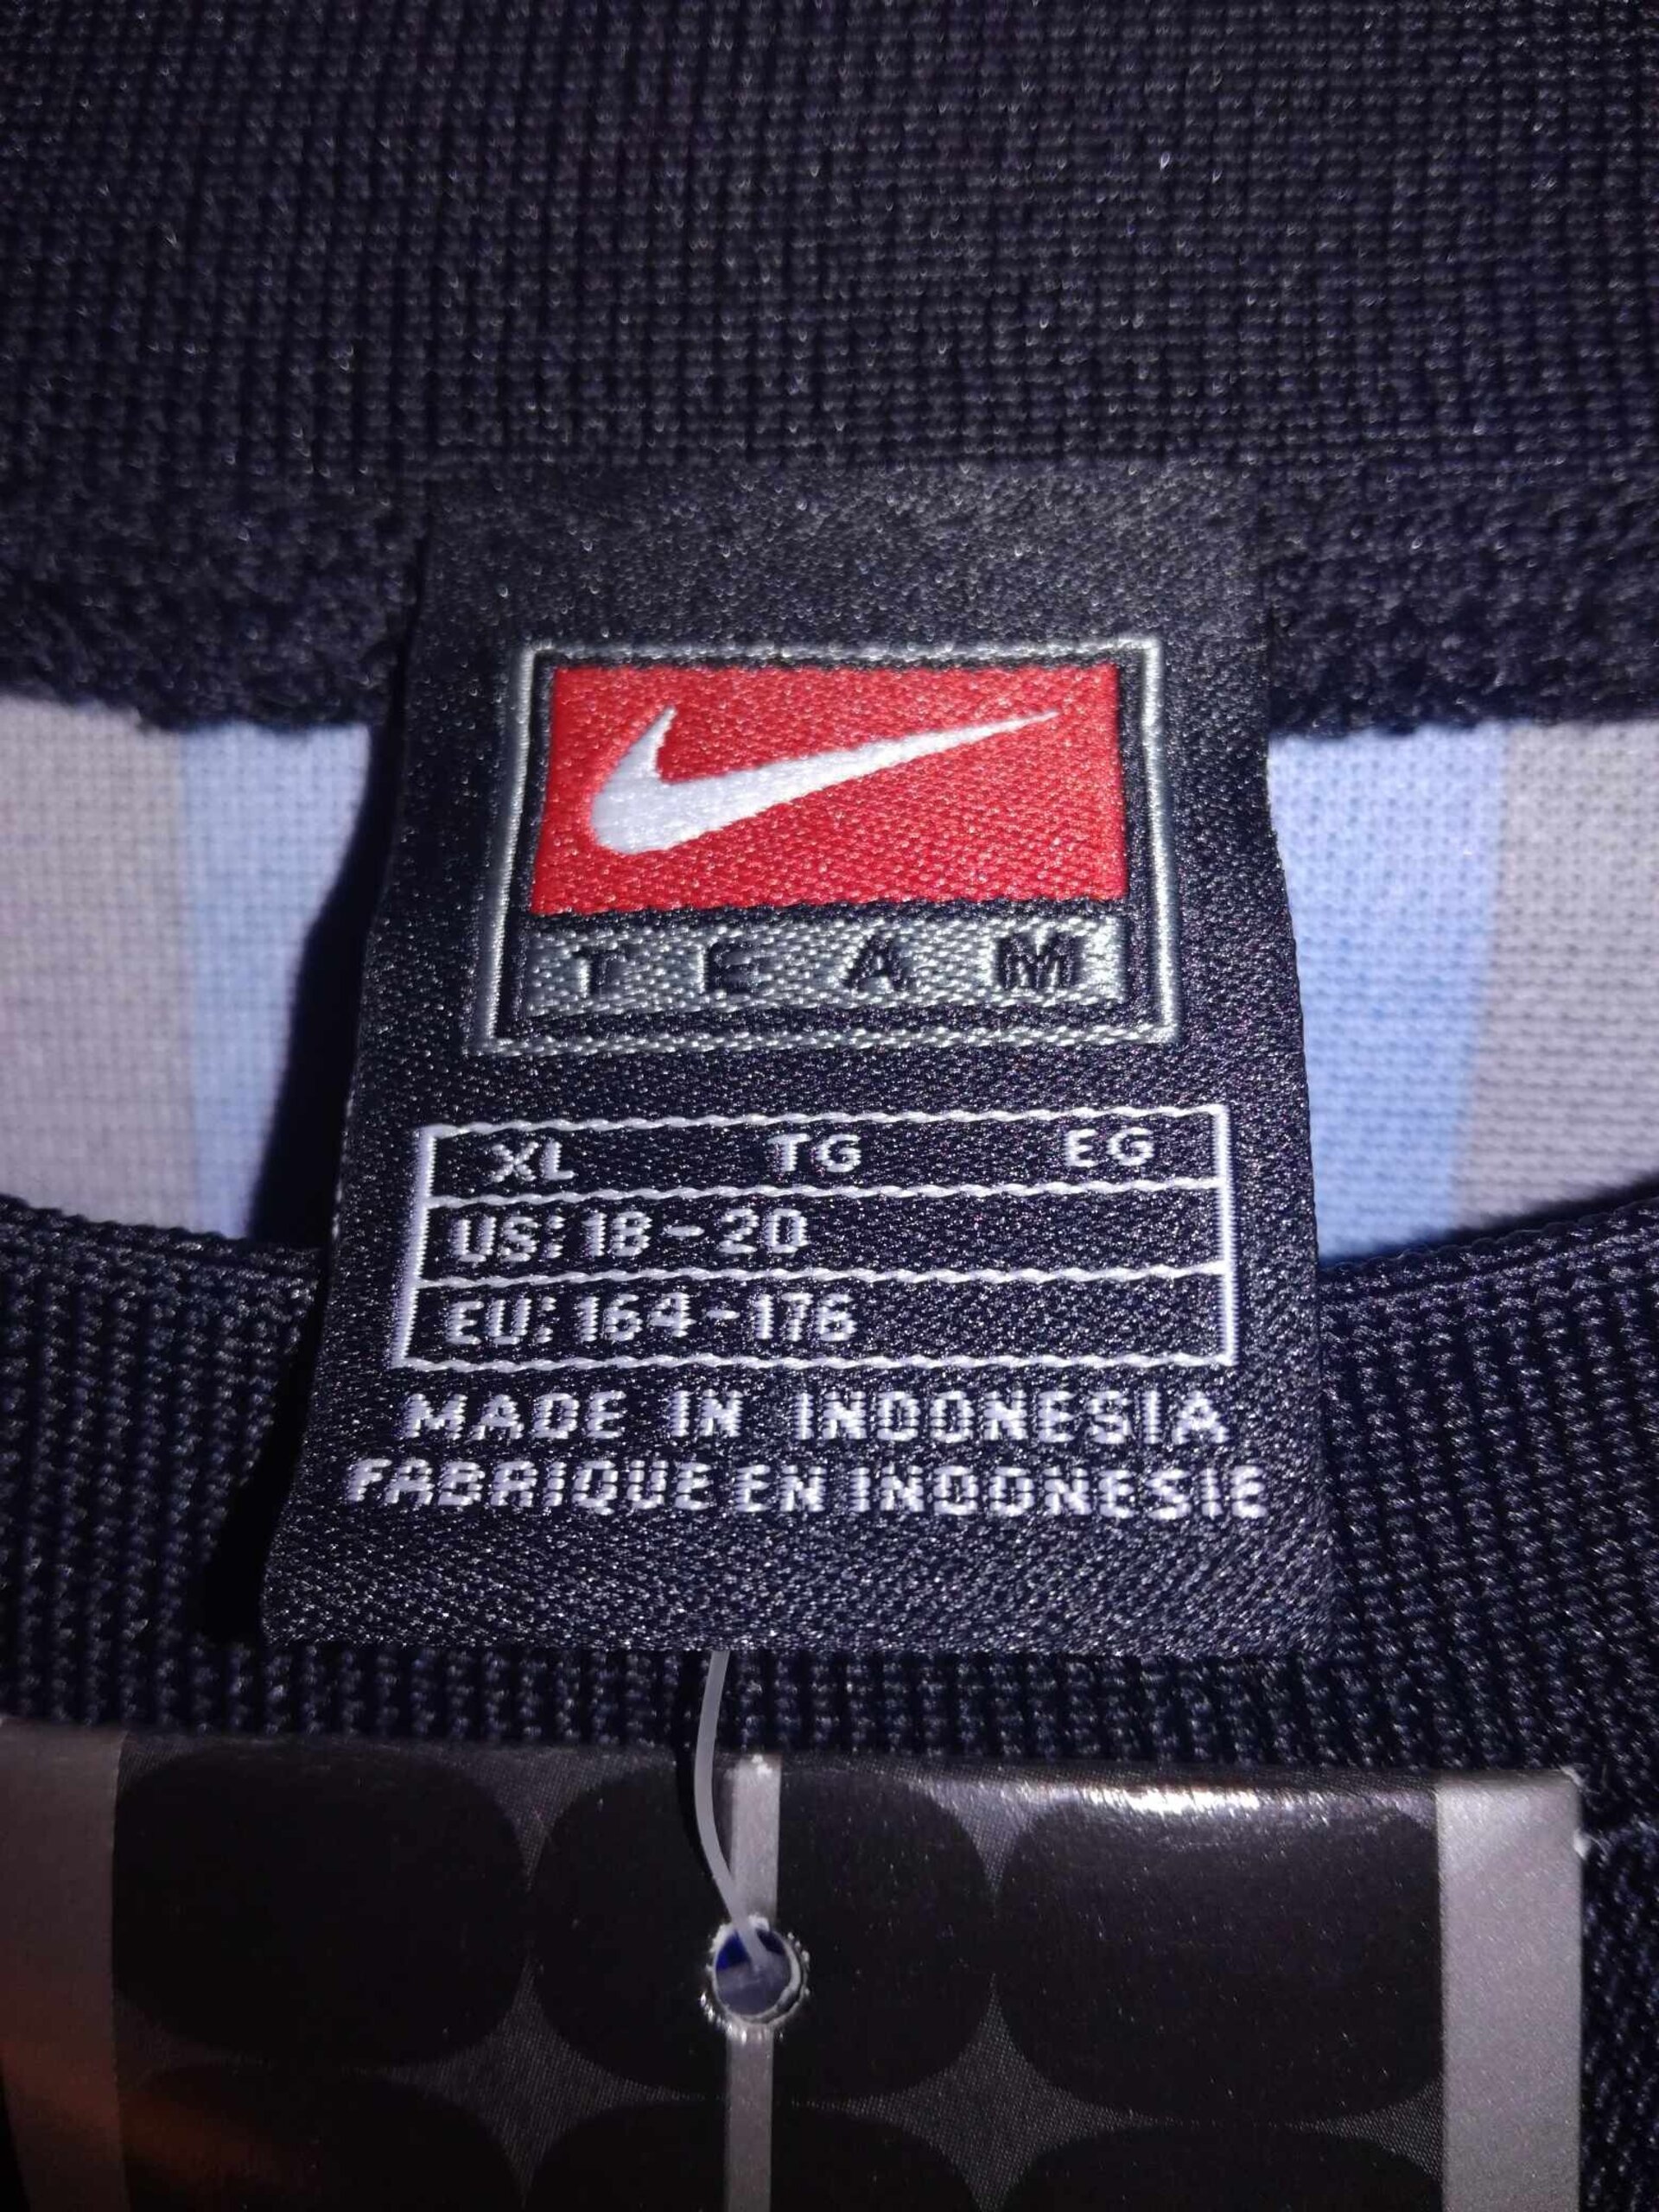 TEAM
XL TG EG
US: 18-20
EU: 164-176
MADE IN INDONESIA
FABRIQUE EN INDONESIE